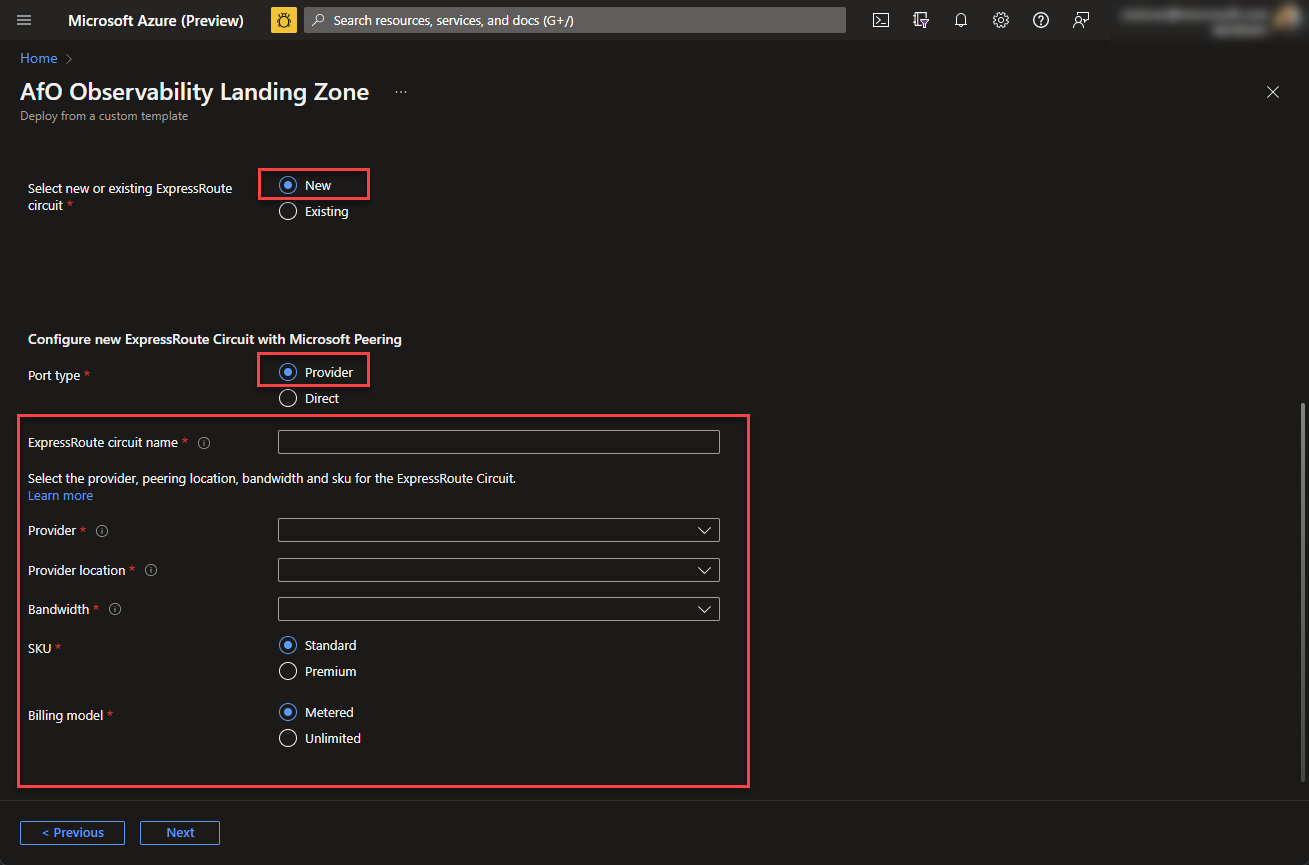 Microsoft Azure (Preview)
Search resources, services, and docs (G+/)
Home
AfO Observability Landing Zone
...
Deploy from a custom template
Select new or existing ExpressRoute
circuit *
New
Existing
Configure new ExpressRoute Circuit with Microsoft Peering
Port type *
Provider
Direct
ExpressRoute circuit name *
Select the provider, peering location, bandwidth and sku for the ExpressRoute Circuit.
Learn more
Provider *
Provider location *
Bandwidth *
SKU *
Standard
Premium
Billing model *
Metered
Unlimited
< Previous
Next